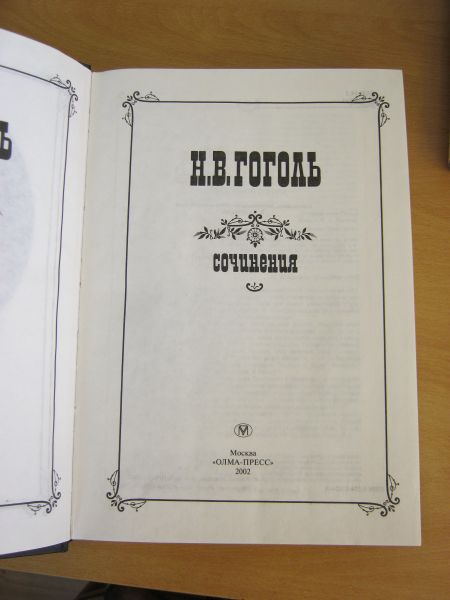 Ь
Н.В.ГОГОЛЬ
СОЧИНЕНИЯ
Москва
«ОЛМА-ПРЕСС»
2002